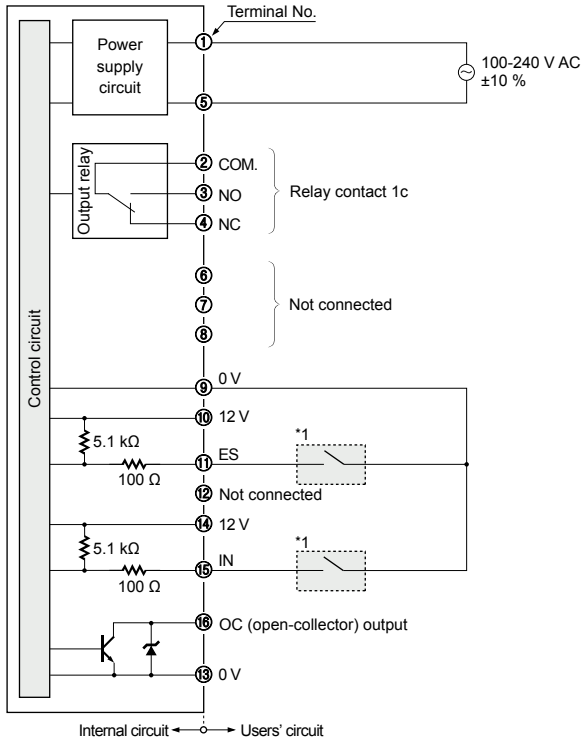 Terminal No.
Power
supply
circuit
①
⑤
100-240 V AC
±10 %
Output relay
② COM.
③ NO
④ NC
Relay contact 1c
⑥
⑦
⑧
Not connected
Control circuit
⑨ 0 V
⑩ 12 V
5.1 kΩ
100 Ω
⑪ ES
*1
⑫ Not connected
⑭ 12 V
5.1 kΩ
100 Ω
⑮ IN
*1
⑯ OC (open-collector) output
⑬ 0 V
Internal circuit
Users' circuit